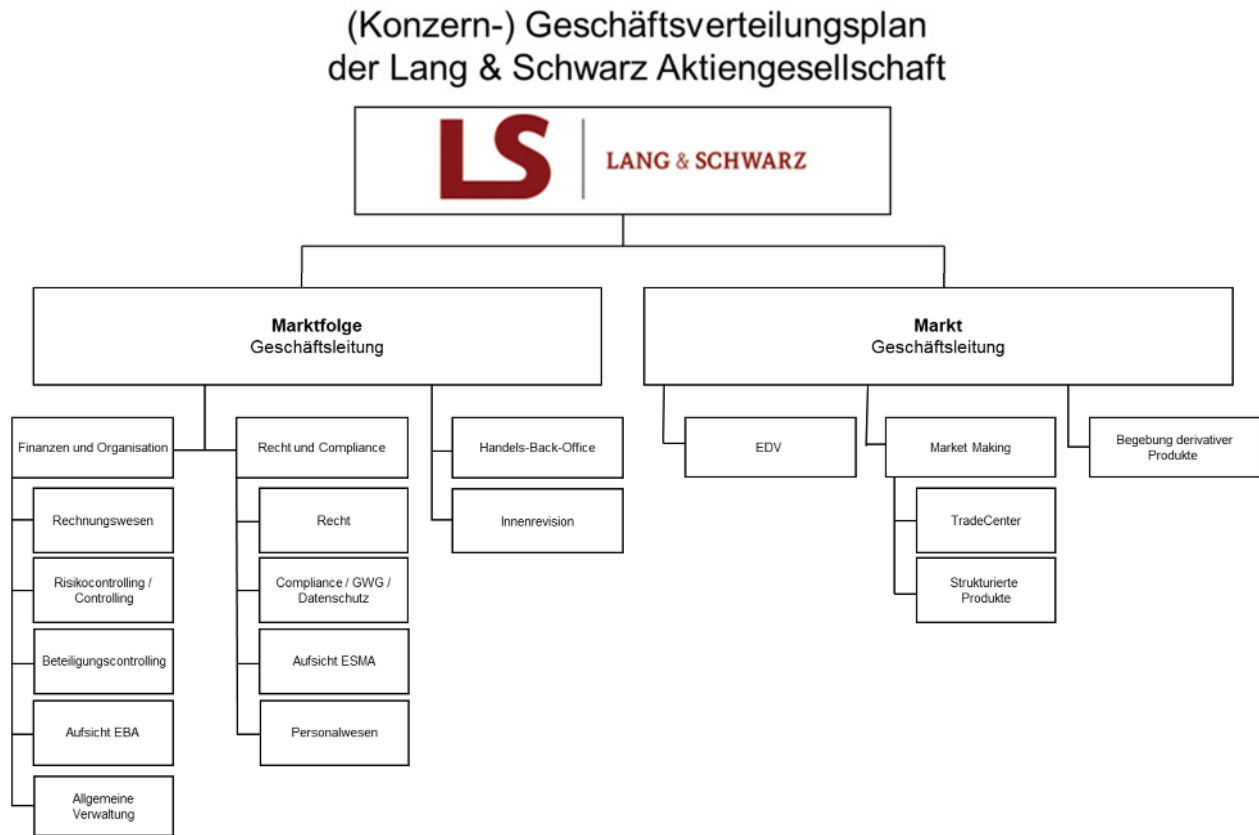 (Konzern-) Geschäftsverteilungsplan
der Lang & Schwarz Aktiengesellschaft
LS
LANG & SCHWARZ
Marktfolge
Geschäftsleitung
Markt
Geschäftsleitung
Finanzen und Organisation
Recht und Compliance
Handels-Back-Office
EDV
Market Making
Begebung derivativer
Produkte
Rechnungswesen
Recht
Innenrevision
TradeCenter
Risikocontrolling /
Controlling
Compliance / GWG /
Datenschutz
Strukturierte
Produkte
Beteiligungscontrolling
Aufsicht ESMA
Aufsicht EBA
Personalwesen
Allgemeine
Verwaltung